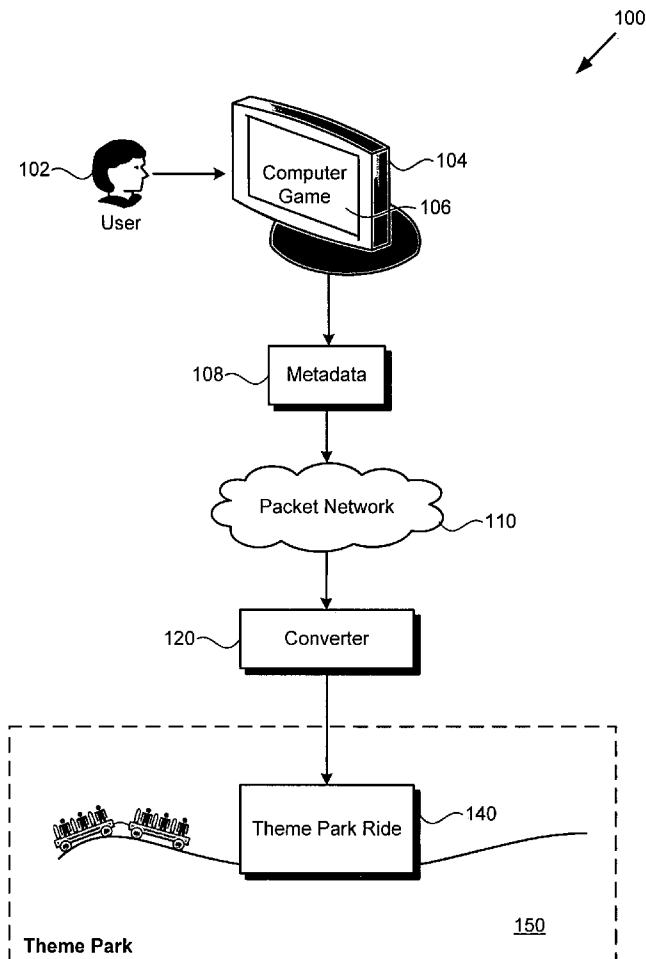 100
102
User
Computer
Game
104
106
108
Metadata
Packet Network
110
120
Converter
Theme Park Ride
140
150
Theme Park